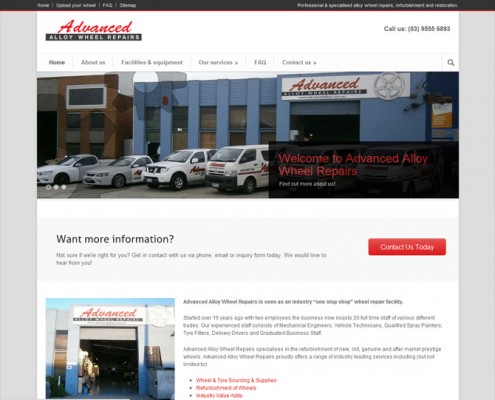 Home | Upload your wheel | FAQ | Sitemap
Professional & specialised alloy wheel repairs, refurbishment and restoration.
Advanced
ALLOY WHEEL REPAIRS
Call us: (03) 9555 6893
Home
About us
Facilities & equipment
Our services »
FAQ
Contact us »
Advanced
ALLOY WHEEL REPAIRS
Welcome to Advanced Alloy
Wheel Repairs
Find out more about us!
Want more information?
Not sure if we're right for you? Get in contact with us via phone, email or inquiry form today. We would love to
hear from you!
Contact Us Today
Advanced
ALLOY WHEEL REPAIRS
Advanced Alloy Wheel Repairs is seen as an industry "one stop shop" wheel repair facility.
Started over 15 years ago with two employees the business now boasts 29 full time staff of various different
trades. Our experienced staff consists of Mechanical Engineers, Vehicle Technicians, Qualified Spray Painters,
Tyre Fitters, Delivery Drivers and Graduated Business Staff.
Advanced Alloy Wheel Repairs specialises in the refurbishment of new, old, genuine and after market prestige
wheels. Advanced Alloy Wheel Repairs proudly offers a range of industry leading services including (but not
limited to):
Wheel & Tyre Sourcing & Supplies
Refurbishment of Wheels
Industry Value Adds